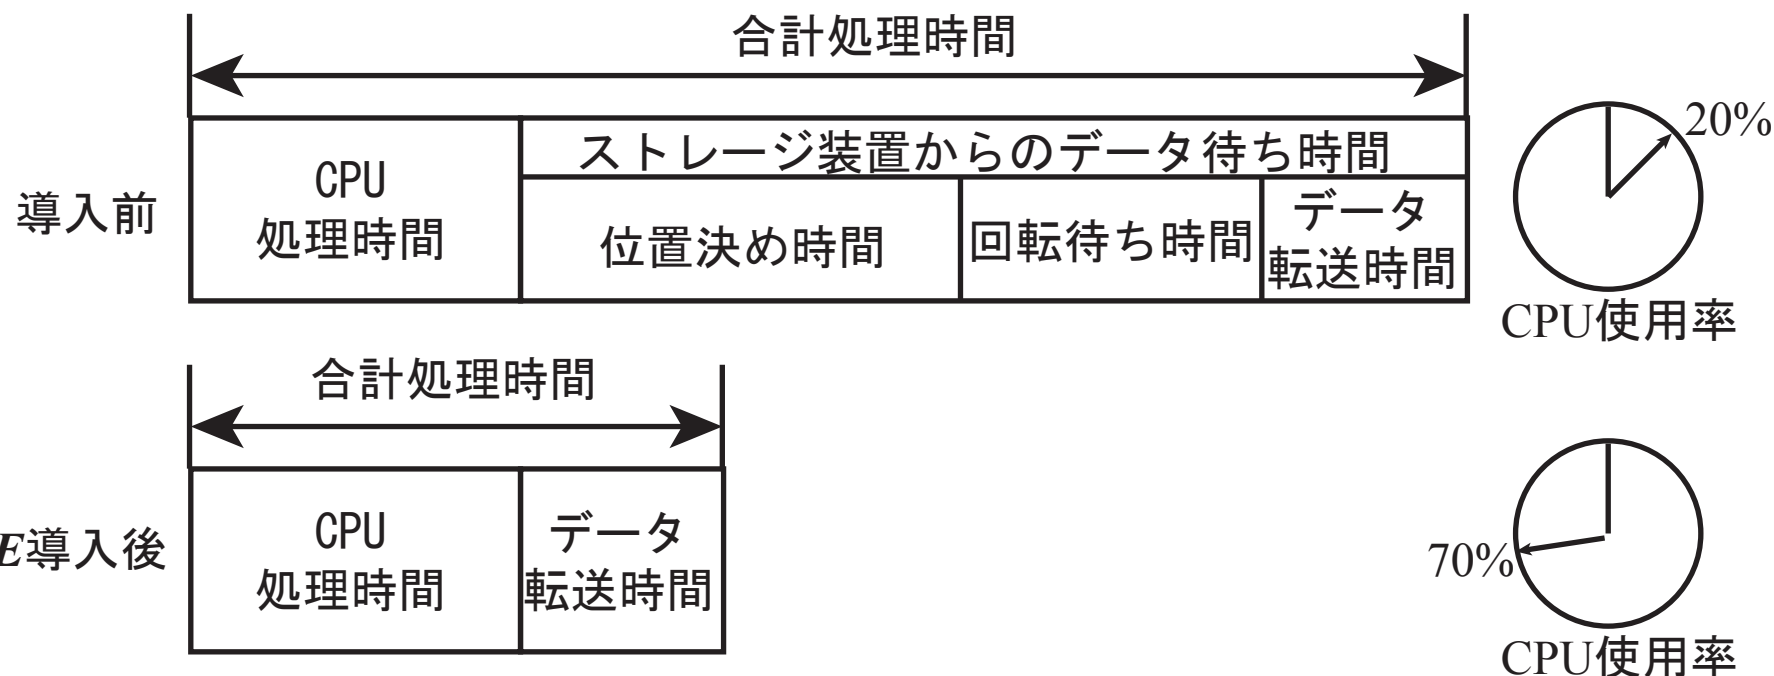 合計処理時間
導入前
CPU
処理時間
ストレージ装置からのデータ待ち時間
位置決め時間
回転待ち時間
データ
転送時間
20%
CPU使用率
合計処理時間
E導入後
CPU
処理時間
データ
転送時間
70%
CPU使用率